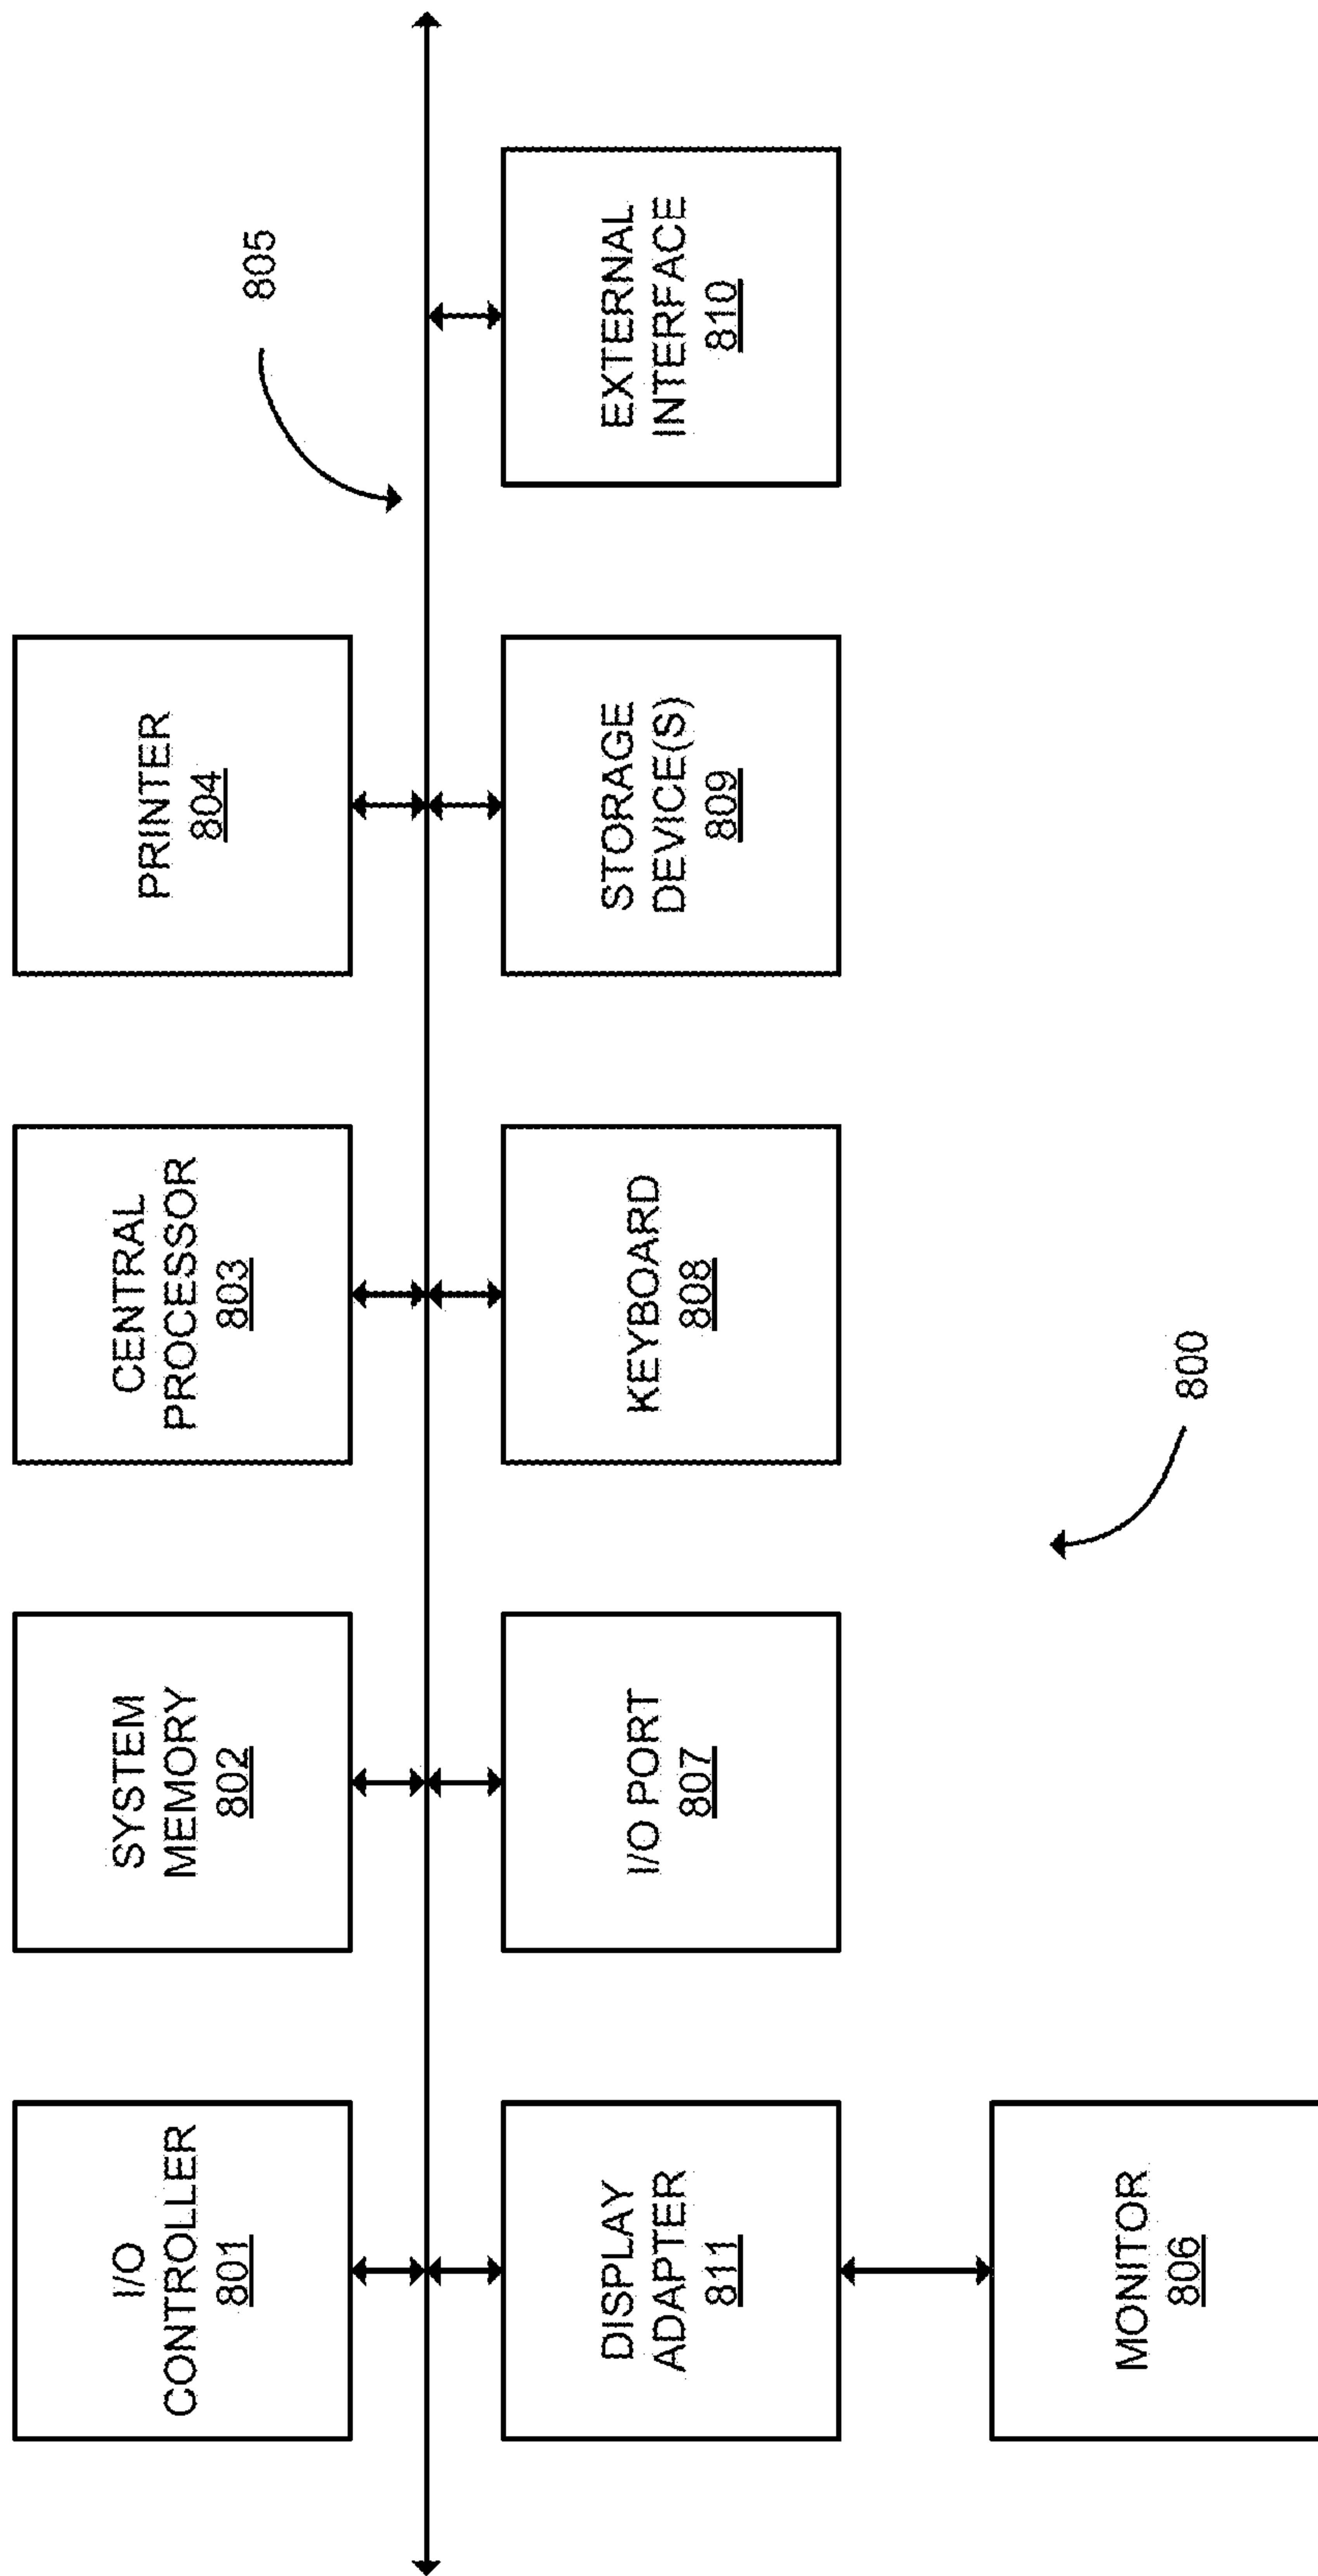 I/O
CONTROLLER
801
SYSTEM
MEMORY
802
CENTRAL
PROCESSOR
803
PRINTER
804
805
DISPLAY
ADAPTER
811
I/O PORT
807
KEYBOARD
808
STORAGE
DEVICE(S)
809
EXTERNAL
INTERFACE
810
MONITOR
806
800